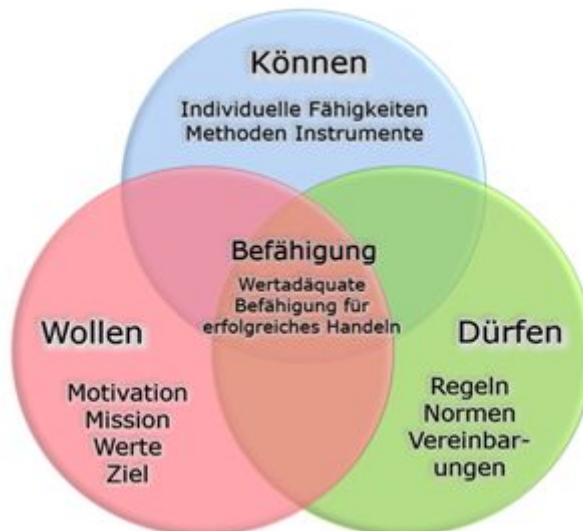 Können
Individuelle Fähigkeiten
Methoden Instrumente
Befähigung
Wertadäquate
Befähigung für
erfolgreiches Handeln
Wollen
Motivation
Mission
Werte
Ziel
Dürfen
Regeln
Normen
Vereinbar-
ungen